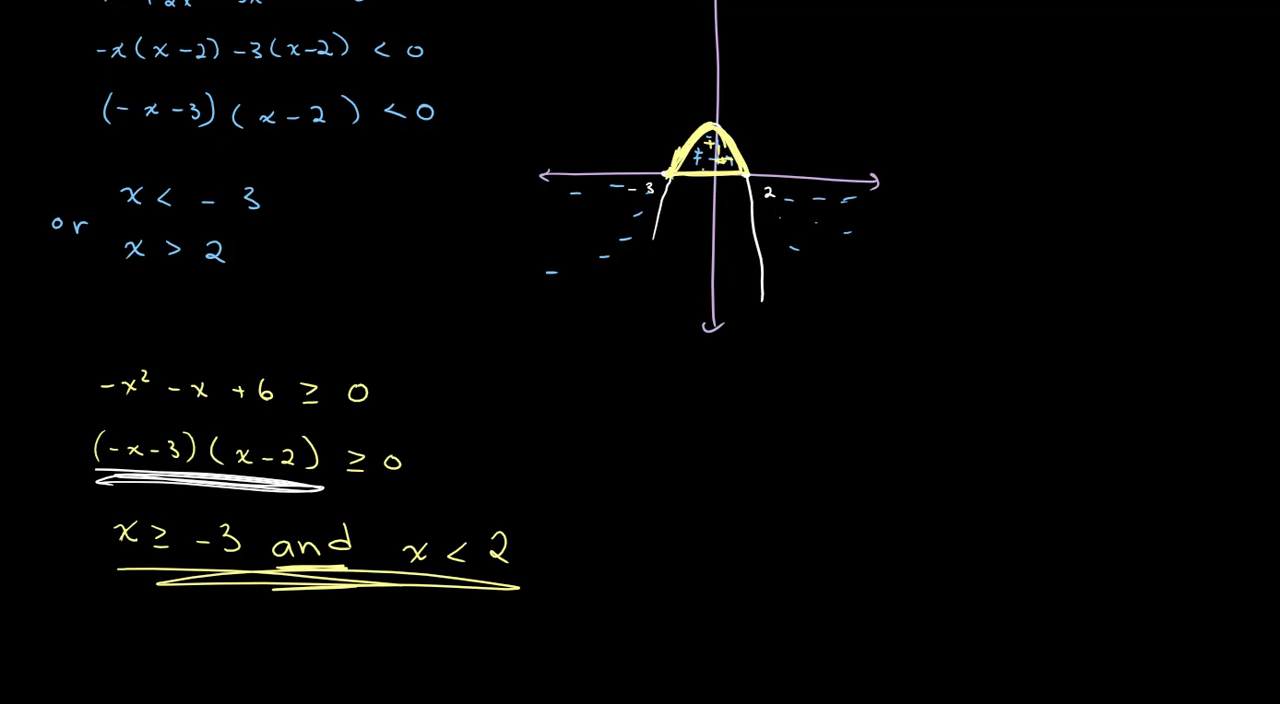 -x(x-2) -3(x-2) < 0
(-x-3)(x-2) < 0
x < -3
or
x > 2
-3
2
-x² - x + 6 ≥ 0
(-x-3)(x-2) ≥ 0
x ≥ -3 and x < 2